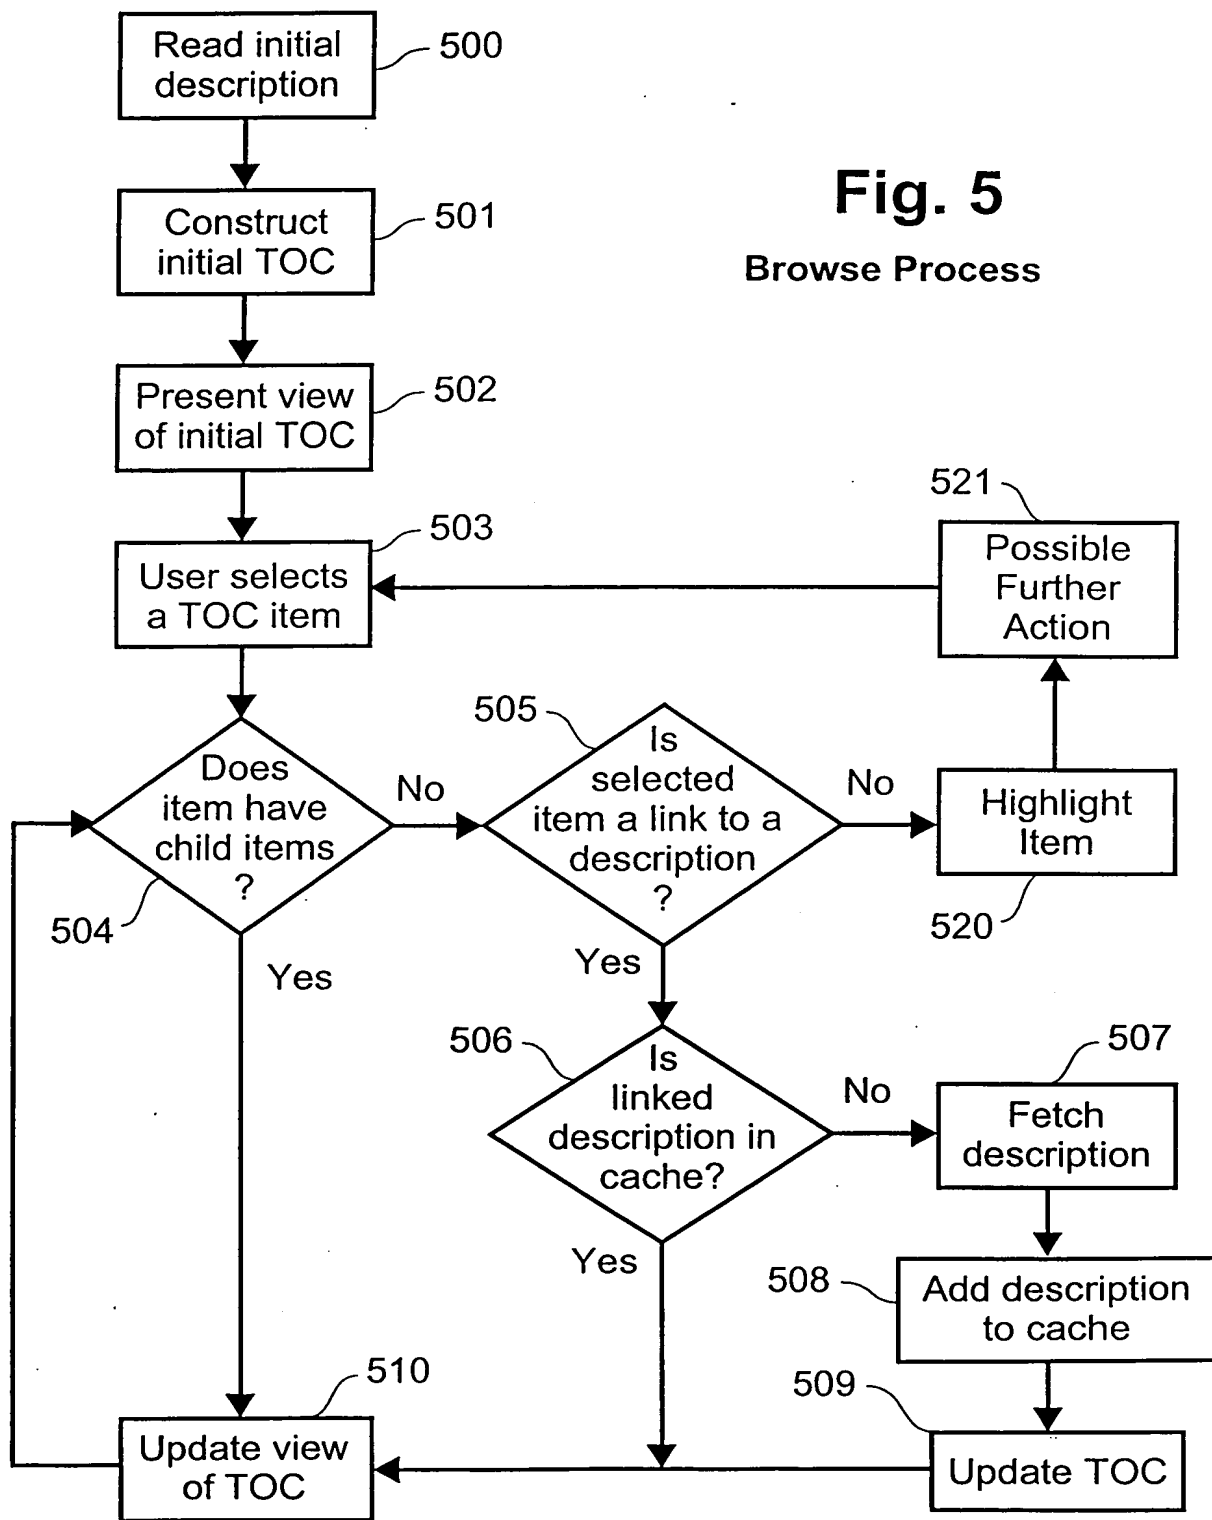 Read initial
description
500
Fig. 5
Browse Process
Construct
initial TOC
501
Present view
of initial TOC
502
User selects
a TOC item
503
521
Possible
Further
Action
Does
item have
child items
?
504
No
Yes
505
Is
selected
item a link to a
description
?
No
Yes
Highlight
Item
520
506
Is
linked
description in
cache?
No
Yes
507
Fetch
description
508
Add description
to cache
509
Update TOC
510
Update view
of TOC